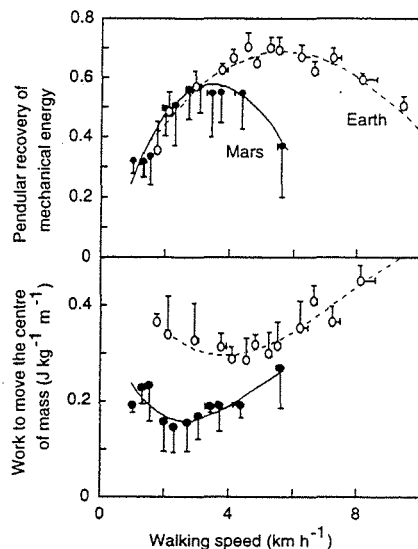 Pendular recovery of
mechanical energy
0.8
0.6
0.4
0.2
0
Earth
Mars
Work to move the centre
of mass (J kg⁻¹ m⁻¹)
0.4
0.2
0
0
4
8
Walking speed (km h⁻¹)